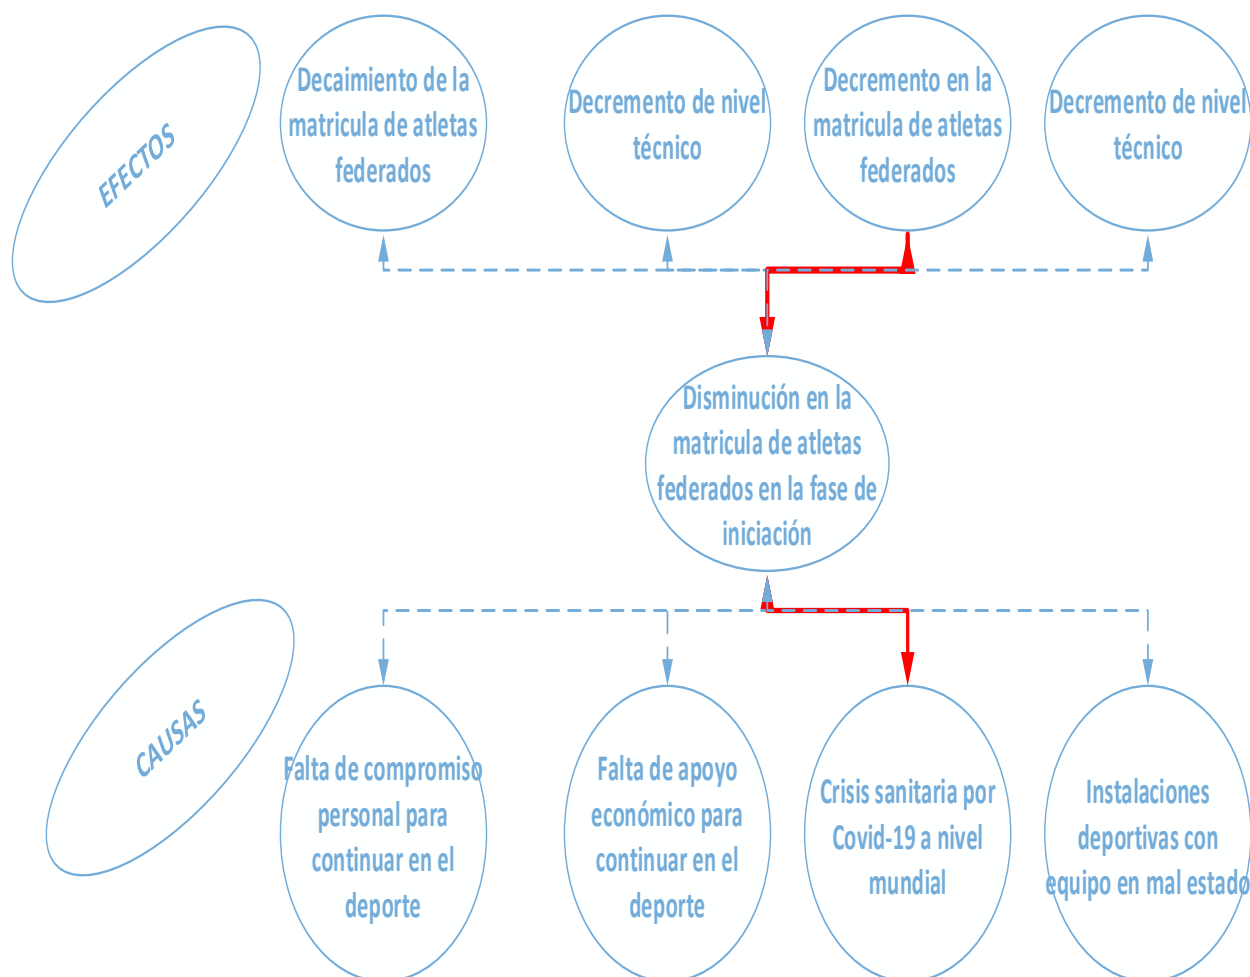 EFECTOS
Decaimiento de la
matricula de atletas
federados
Decremento de nivel
técnico
Decremento en la
matricula de atletas
federados
Decremento de nivel
técnico
Disminución en la
matricula de atletas
federados en la fase de
iniciación
CAUSAS
Falta de compromiso
personal para
continuar en el
deporte
Falta de apoyo
económico para
continuar en el
deporte
Crisis sanitaria por
Covid-19 a nivel
mundial
Instalaciones
deportivas con
equipo en mal estado